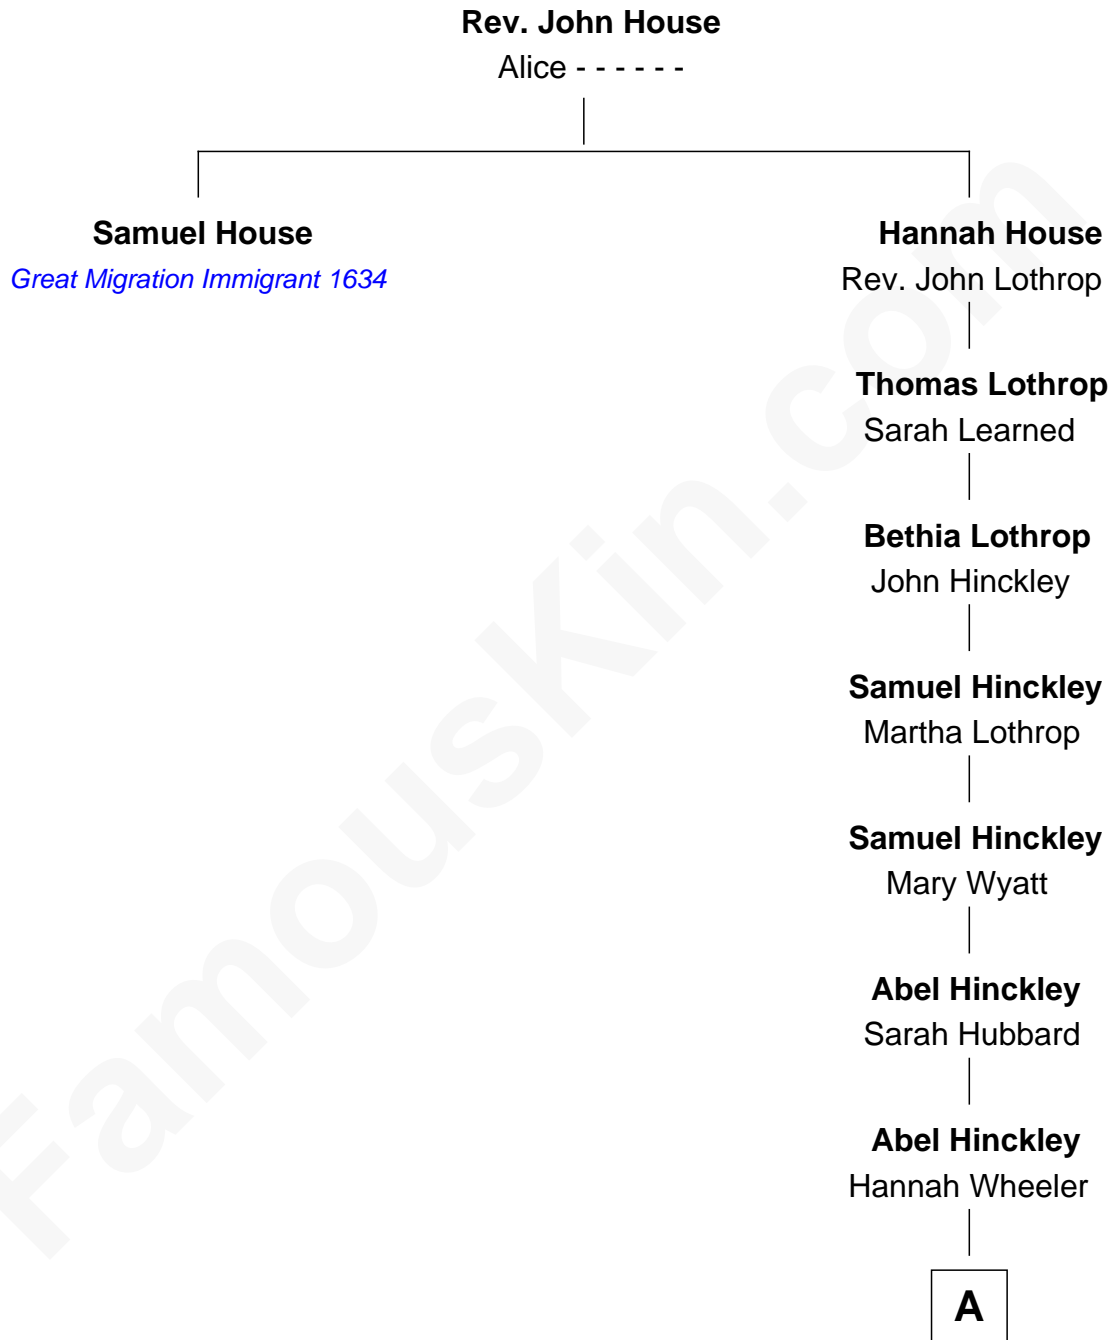 Rev. John House
Alice - - - - - -
Samuel House
Great Migration Immigrant 1634
Hannah House
Rev. John Lothrop
Thomas Lothrop
Sarah Learned
Bethia Lothrop
John Hinckley
Samuel Hinckley
Martha Lothrop
Samuel Hinckley
Mary Wyatt
Abel Hinckley
Sarah Hubbard
Abel Hinckley
Hannah Wheeler
A
FamousKin.com